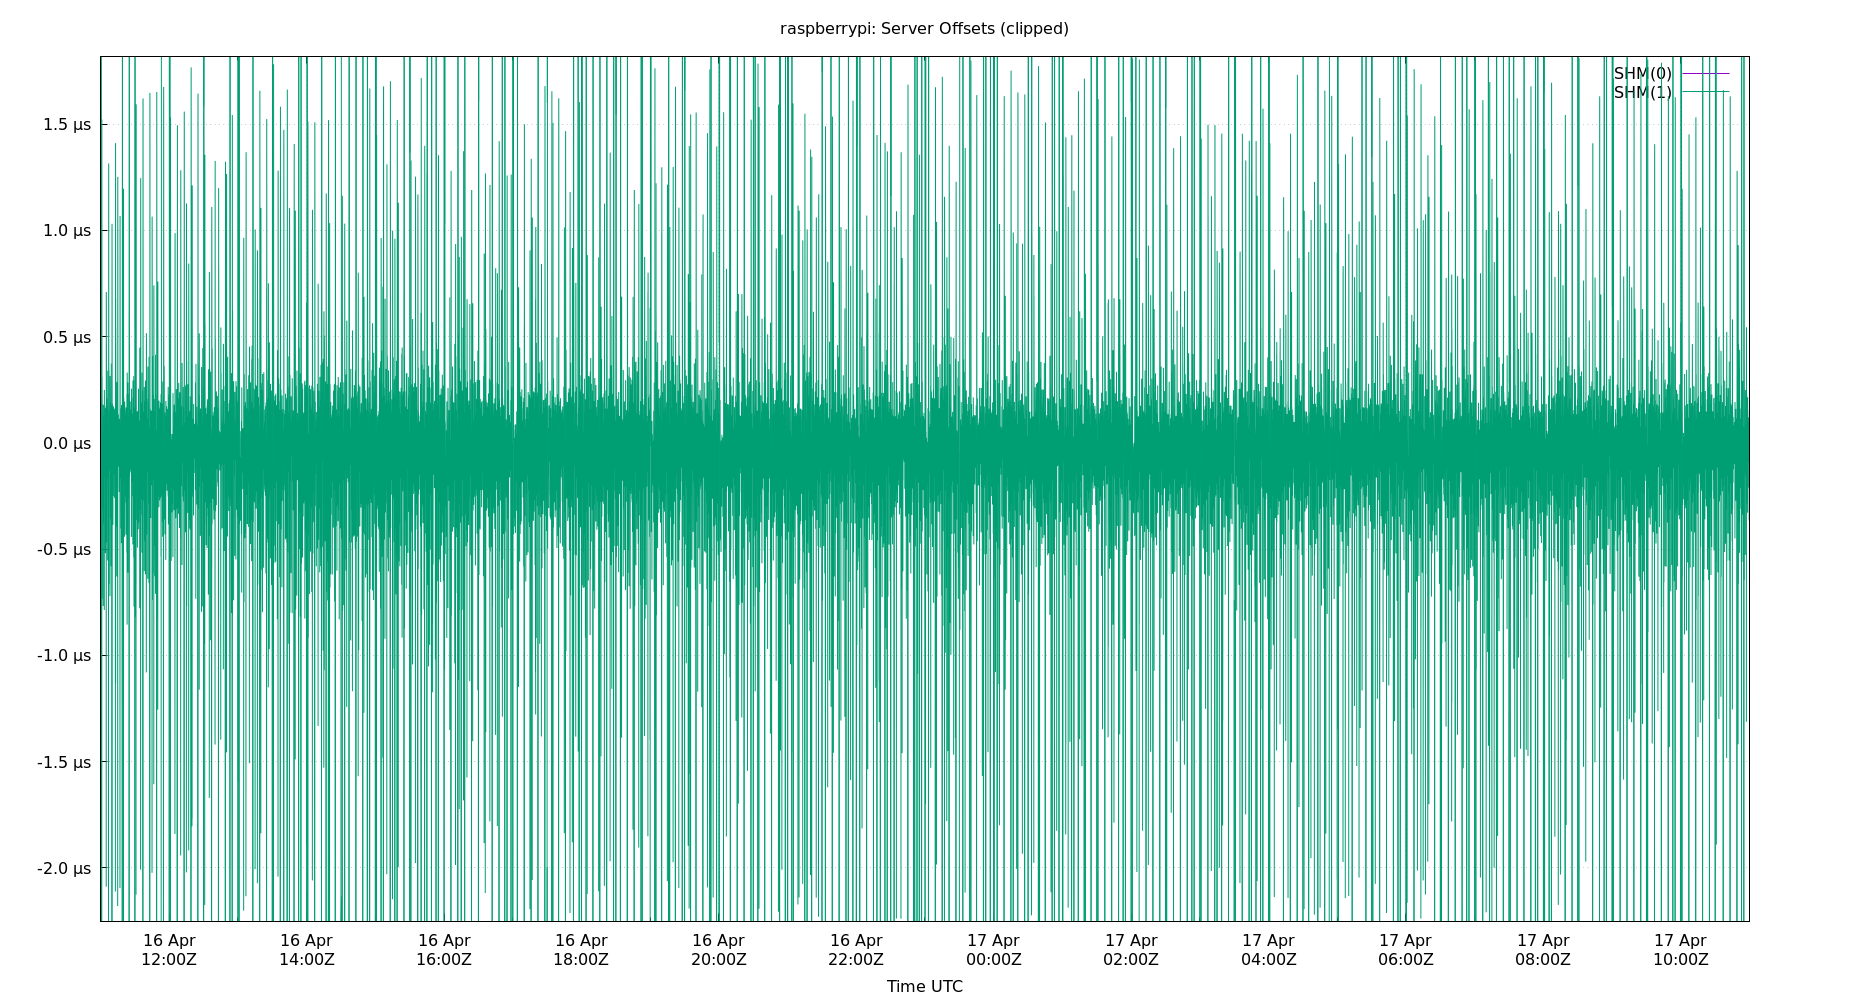 raspberrypi: Server Offsets (clipped)
SHM(0)
SHM(1)
1.5 µs
1.0 µs
0.5 µs
0.0 µs
-0.5 µs
-1.0 µs
-1.5 µs
-2.0 µs
16 Apr 16 Apr 16 Apr 16 Apr 16 Apr 16 Apr 17 Apr 17 Apr 17 Apr 17 Apr 17 Apr 17 Apr
12:00Z 14:00Z 16:00Z 18:00Z 20:00Z 22:00Z 00:00Z 02:00Z 04:00Z 06:00Z 08:00Z 10:00Z
Time UTC